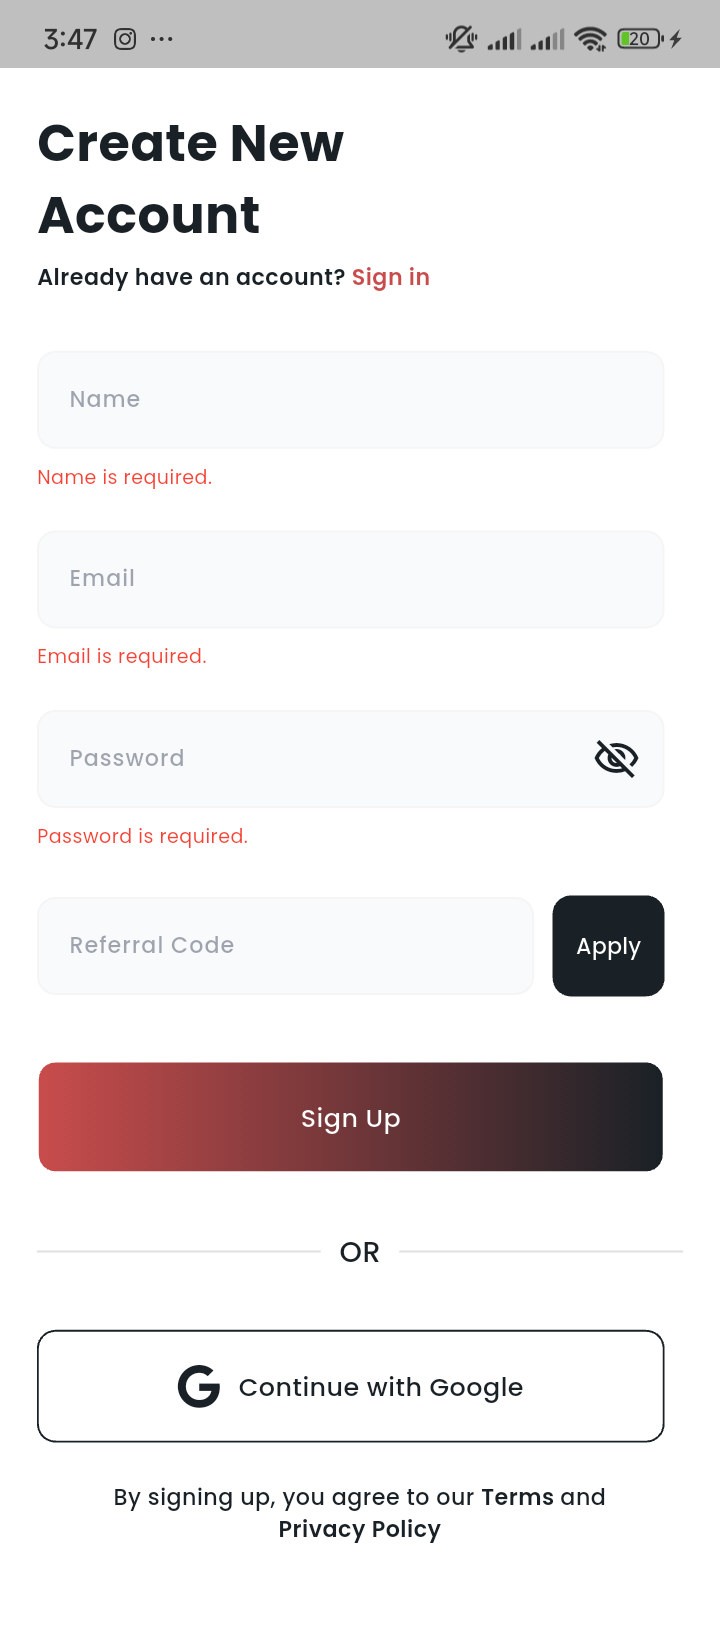 3:47
20
Create New
Account
Already have an account? Sign in
Name
Name is required.
Email
Email is required.
Password
Password is required.
Referral Code
Apply
Sign Up
OR
Continue with Google
By signing up, you agree to our Terms and
Privacy Policy